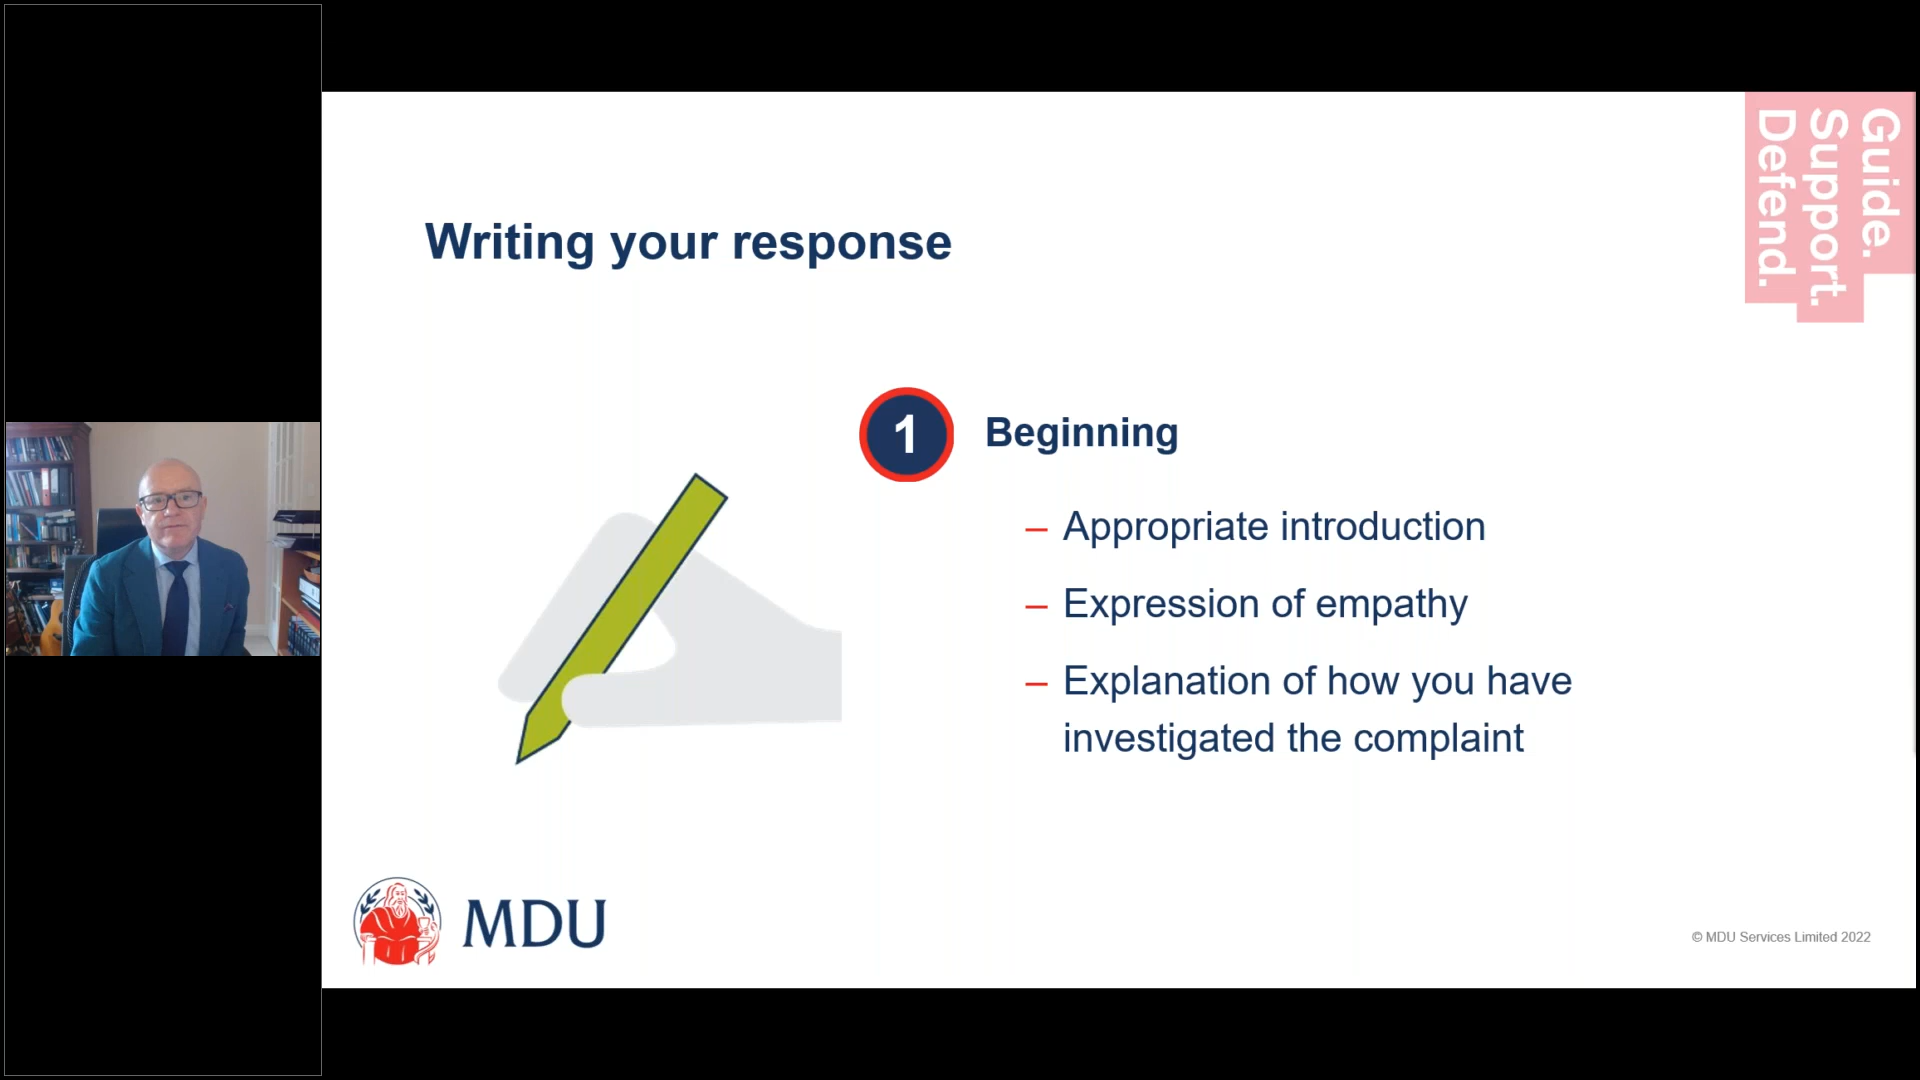 Guide.
Support.
Defend.
Writing your response
1
Beginning
– Appropriate introduction
– Expression of empathy
– Explanation of how you have
investigated the complaint
MDU
© MDU Services Limited 2022